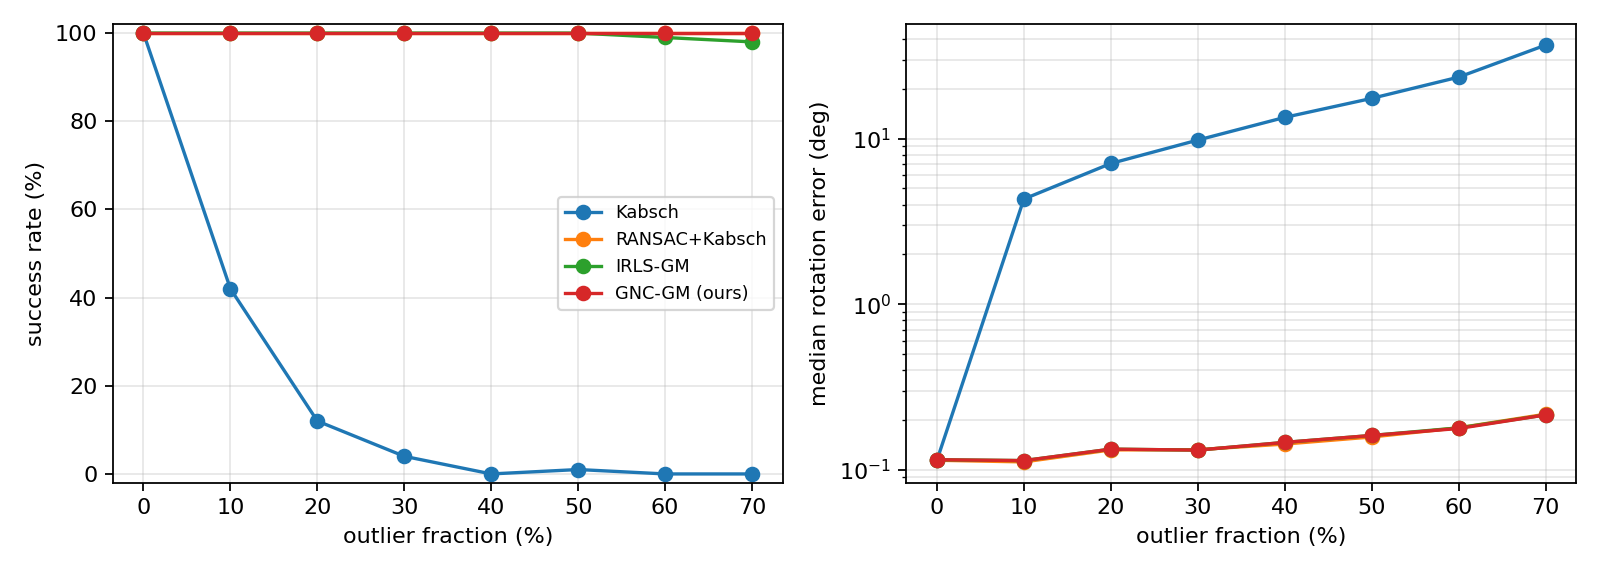 100
80
60
40
20
0
success rate (%)
0 10 20 30 40 50 60 70
outlier fraction (%)
Kabsch
RANSAC+Kabsch
IRLS-GM
GNC-GM (ours)
10¹
10⁰
10⁻¹
median rotation error (deg)
0 10 20 30 40 50 60 70
outlier fraction (%)